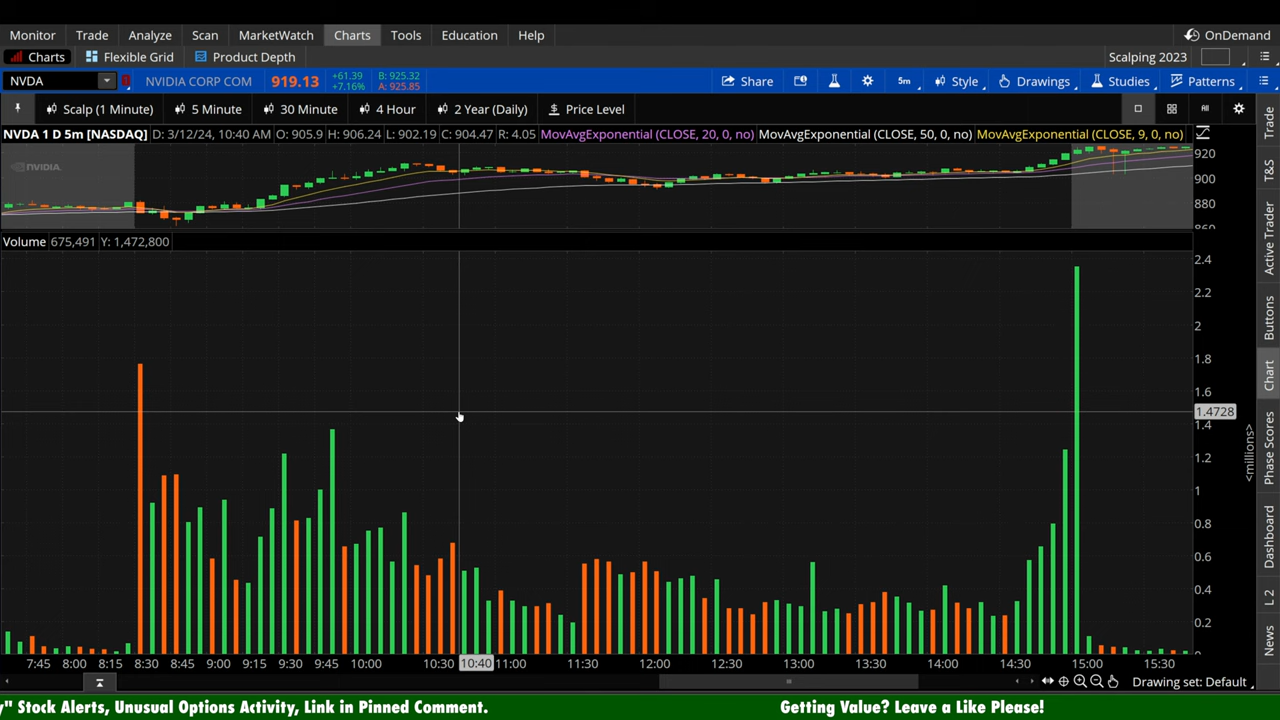 Monitor Trade Analyze Scan MarketWatch Charts Tools Education Help OnDemand
Charts Flexible Grid Product Depth Scalping 2023
NVDA NVIDIA CORP COM 919.13 +61.39 +7.16% B: 925.32 A: 925.85 Share 5m Style Drawings Studies Patterns
Scalp (1 Minute) 5 Minute 30 Minute 4 Hour 2 Year (Daily) $ Price Level All
NVDA 1 D 5m [NASDAQ] D: 3/12/24, 10:40 AM O: 905.9 H: 906.24 L: 902.19 C: 904.47 R: 4.05 MovAvgExponential (CLOSE, 20, 0, no) MovAvgExponential (CLOSE, 50, 0, no) MovAvgExponential (CLOSE, 9, 0, no)
NVIDIA
920
900
880
860
Volume 675,491 Y: 1,472,800
2.4
2.2
2
1.8
1.6
1.4728
1.4
1.2
1
0.8
0.6
0.4
0.2
<millions>
7:45 8:00 8:15 8:30 8:45 9:00 9:15 9:30 9:45 10:00 10:30 10:40 11:00 11:30 12:00 12:30 13:00 13:30 14:00 14:30 15:00 15:30
Drawing set: Default
Trade
T&S
Active Trader
Buttons
Chart
Phase Scores
Dashboard
L 2
News
y" Stock Alerts, Unusual Options Activity, Link in Pinned Comment. Getting Value? Leave a Like Please!